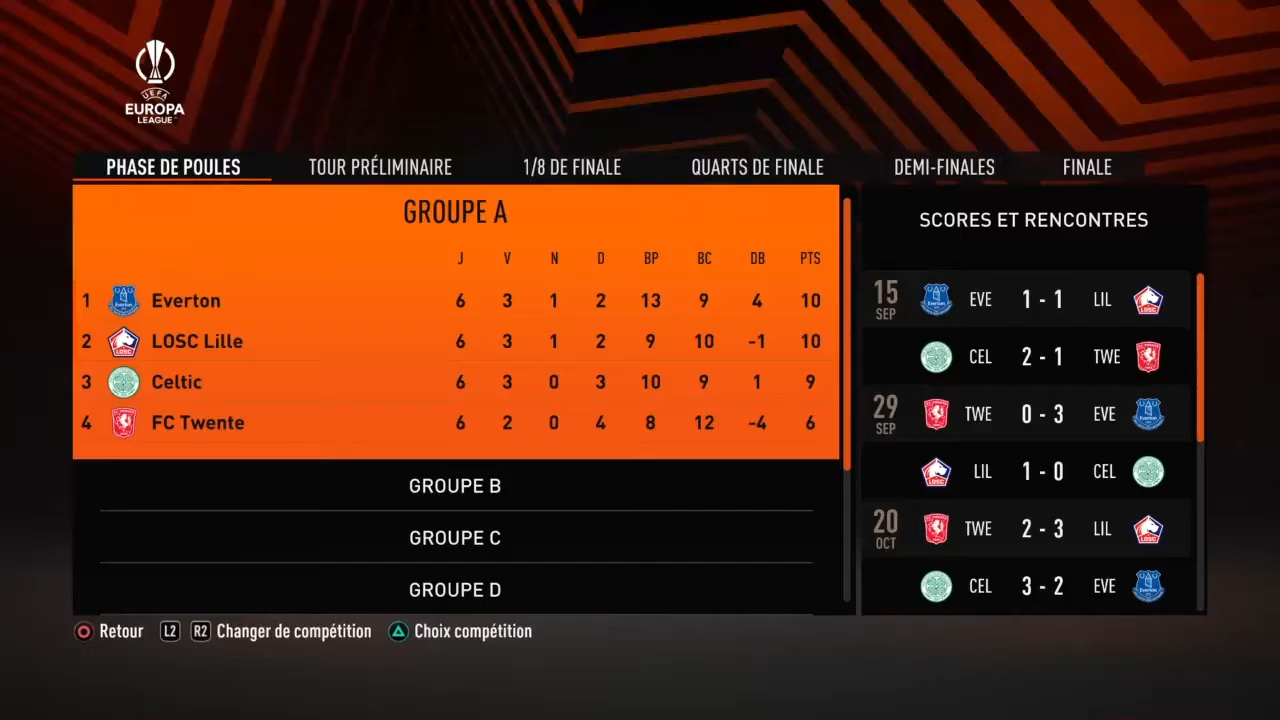 UEFA
EUROPA
LEAGUE
PHASE DE POULES TOUR PRÉLIMINAIRE 1/8 DE FINALE QUARTS DE FINALE DEMI-FINALES FINALE
GROUPE A
J V N D BP BC DB PTS
1 Everton 6 3 1 2 13 9 4 10
2 LOSC Lille 6 3 1 2 9 10 -1 10
3 Celtic 6 3 0 3 10 9 1 9
4 FC Twente 6 2 0 4 8 12 -4 6
GROUPE B
GROUPE C
GROUPE D
SCORES ET RENCONTRES
15 SEP EVE 1 - 1 LIL
CEL 2 - 1 TWE
29 SEP TWE 0 - 3 EVE
LIL 1 - 0 CEL
20 OCT TWE 2 - 3 LIL
CEL 3 - 2 EVE
Retour L2 R2 Changer de compétition Choix compétition